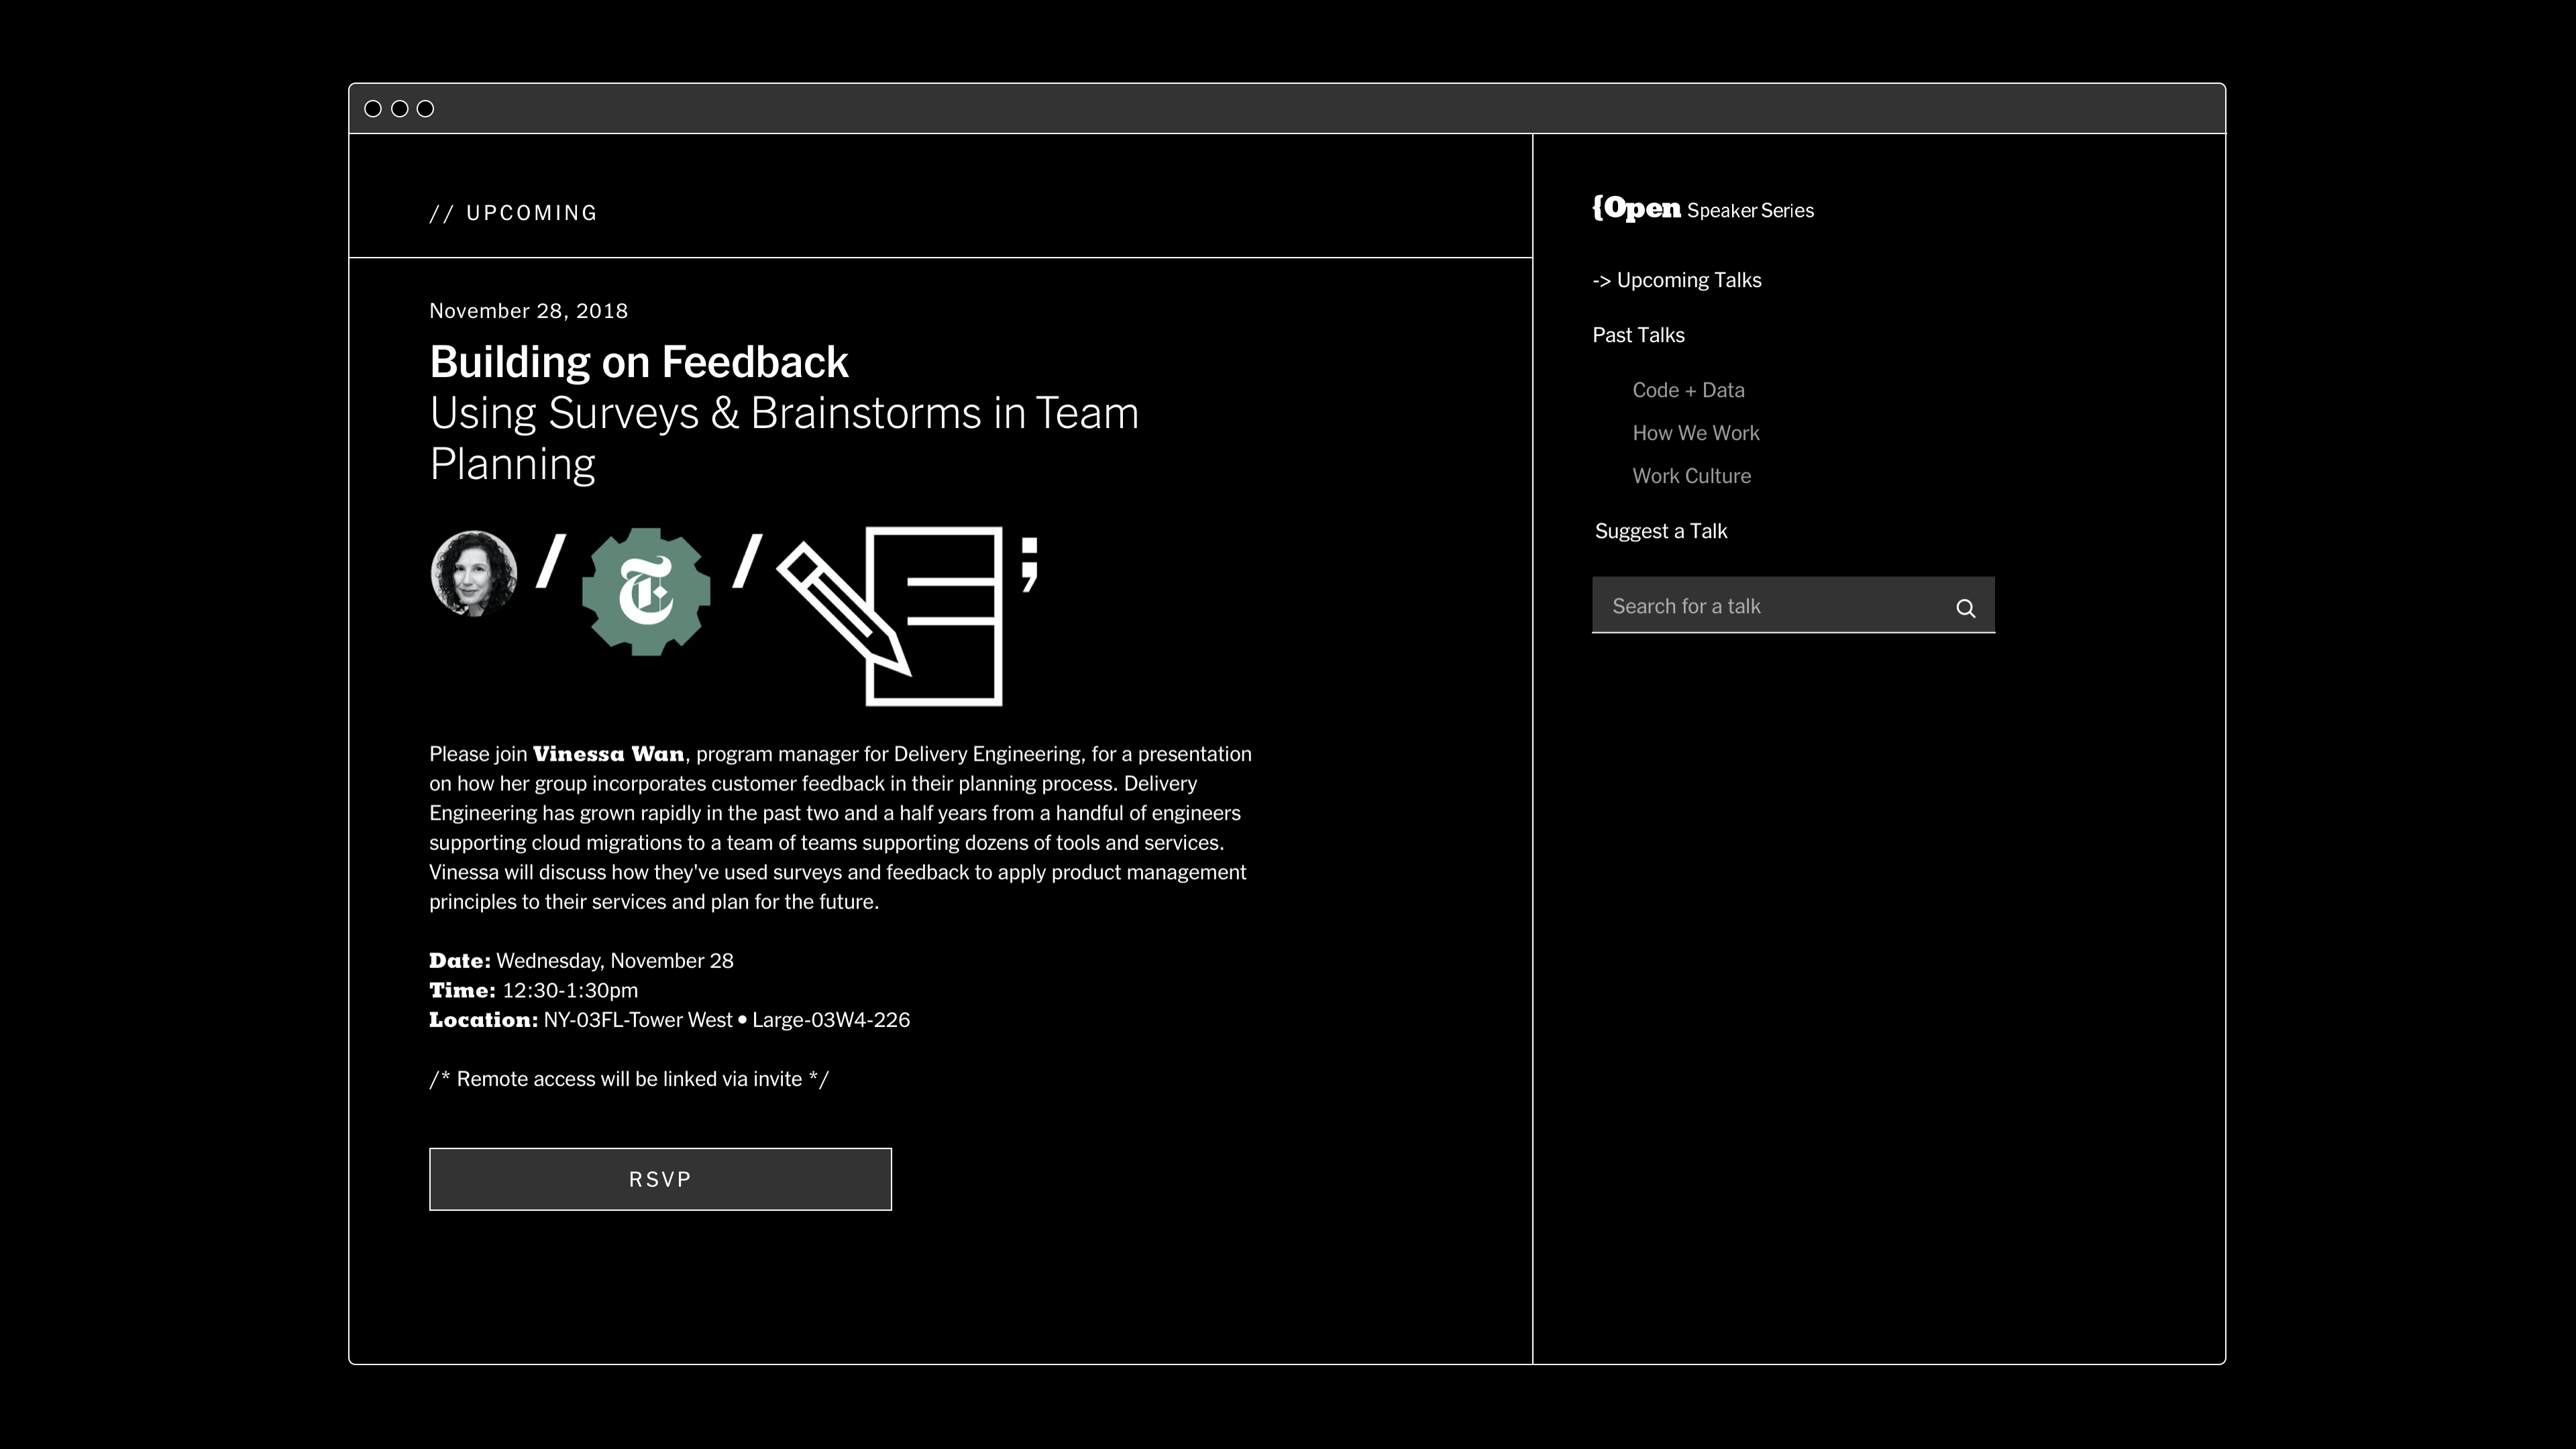 // UPCOMING
November 28, 2018
Building on Feedback
Using Surveys & Brainstorms in Team
Planning
/ T / ;
Please join Vinessa Wan, program manager for Delivery Engineering, for a presentation
on how her group incorporates customer feedback in their planning process. Delivery
Engineering has grown rapidly in the past two and a half years from a handful of engineers
supporting cloud migrations to a team of teams supporting dozens of tools and services.
Vinessa will discuss how they've used surveys and feedback to apply product management
principles to their services and plan for the future.
Date: Wednesday, November 28
Time: 12:30-1:30pm
Location: NY-03FL-Tower West • Large-03W4-226
/* Remote access will be linked via invite */
RSVP
{Open Speaker Series
-> Upcoming Talks
Past Talks
Code + Data
How We Work
Work Culture
Suggest a Talk
Search for a talk